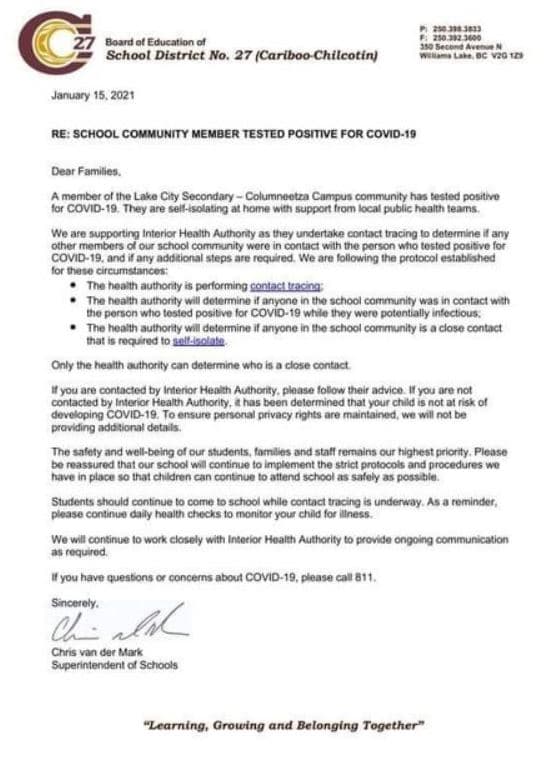 27
Board of Education of
School District No. 27 (Cariboo-Chilcotin)
P: 250.398.3833
F: 250.392.3600
350 Second Avenue N
Williams Lake, BC V2G 1Z9
January 15, 2021
RE: SCHOOL COMMUNITY MEMBER TESTED POSITIVE FOR COVID-19
Dear Families,
A member of the Lake City Secondary – Columneetza Campus community has tested positive
for COVID-19. They are self-isolating at home with support from local public health teams.
We are supporting Interior Health Authority as they undertake contact tracing to determine if any
other members of our school community were in contact with the person who tested positive for
COVID-19, and if any additional steps are required. We are following the protocol established
for these circumstances:
• The health authority is performing contact tracing;
• The health authority will determine if anyone in the school community was in contact with
the person who tested positive for COVID-19 while they were potentially infectious;
• The health authority will determine if anyone in the school community is a close contact
that is required to self-isolate.
Only the health authority can determine who is a close contact.
If you are contacted by Interior Health Authority, please follow their advice. If you are not
contacted by Interior Health Authority, it has been determined that your child is not at risk of
developing COVID-19. To ensure personal privacy rights are maintained, we will not be
providing additional details.
The safety and well-being of our students, families and staff remains our highest priority. Please
be reassured that our school will continue to implement the strict protocols and procedures we
have in place so that children can continue to attend school as safely as possible.
Students should continue to come to school while contact tracing is underway. As a reminder,
please continue daily health checks to monitor your child for illness.
We will continue to work closely with Interior Health Authority to provide ongoing communication
as required.
If you have questions or concerns about COVID-19, please call 811.
Sincerely,
Chris van der Mark
Superintendent of Schools
"Learning, Growing and Belonging Together"